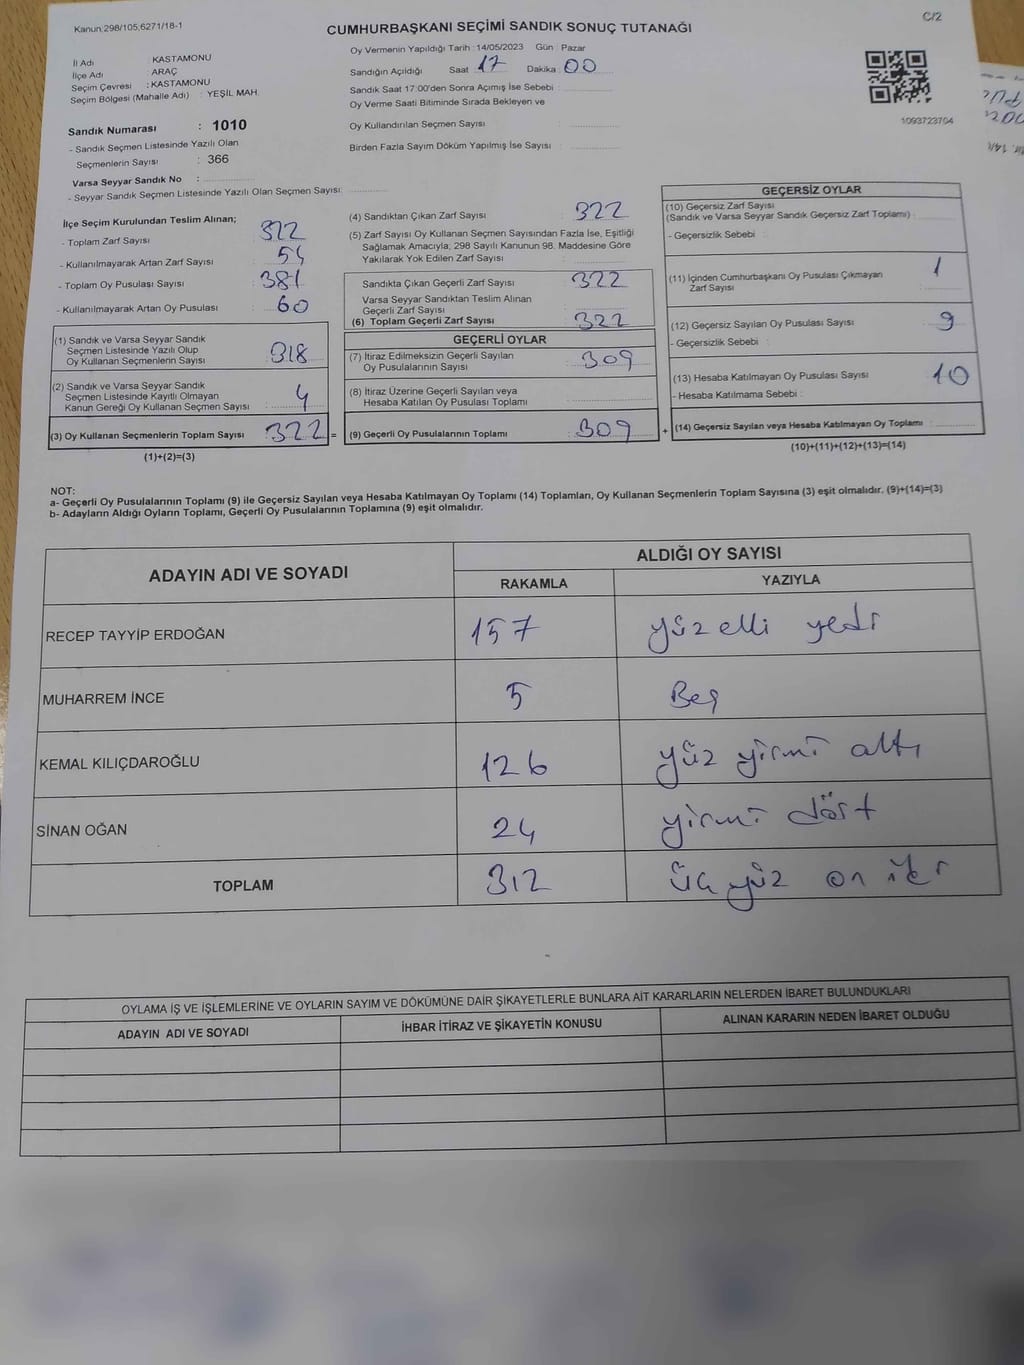 Kanun:298/105,6271/18-1
C/2
CUMHURBAŞKANI SEÇİMİ SANDIK SONUÇ TUTANAĞI
İl Adı : KASTAMONU
İlçe Adı : ARAÇ
Seçim Çevresi : KASTAMONU
Seçim Bölgesi (Mahalle Adı) : YEŞİL MAH.
Oy Vermenin Yapıldığı Tarih : 14/05/2023 Gün : Pazar
Sandığın Açıldığı Saat 17 Dakika 00
Sandık Saat 17:00'den Sonra Açımış İse Sebebi :
Oy Verme Saati Bitiminde Sırada Bekleyen ve
Oy Kullandırılan Seçmen Sayısı :
Birden Fazla Sayım Döküm Yapılmış İse Sayısı :
1093723704
Sandık Numarası : 1010
- Sandık Seçmen Listesinde Yazılı Olan
Seçmenlerin Sayısı : 366
Varsa Seyyar Sandık No :
- Seyyar Sandık Seçmen Listesinde Yazılı Olan Seçmen Sayısı:
İlçe Seçim Kurulundan Teslim Alınan;
- Toplam Zarf Sayısı : 322
- Kullanılmayarak Artan Zarf Sayısı : 54
- Toplam Oy Pusulası Sayısı : 381
- Kullanılmayarak Artan Oy Pusulası : 60
(1) Sandık ve Varsa Seyyar Sandık
Seçmen Listesinde Yazılı Olup
Oy Kullanan Seçmenlerin Sayısı : 318
(2) Sandık ve Varsa Seyyar Sandık
Seçmen Listesinde Kayıtlı Olmayan
Kanun Gereği Oy Kullanan Seçmen Sayısı : 4
(3) Oy Kullanan Seçmenlerin Toplam Sayısı : 322 =
(1)+(2)=(3)
(4) Sandıktan Çıkan Zarf Sayısı : 322
(5) Zarf Sayısı Oy Kullanan Seçmen Sayısından Fazla İse, Eşitliği
Sağlamak Amacıyla; 298 Sayılı Kanunun 98. Maddesine Göre
Yakılarak Yok Edilen Zarf Sayısı :
Sandıkta Çıkan Geçerli Zarf Sayısı : 322
Varsa Seyyar Sandıktan Teslim Alınan
Geçerli Zarf Sayısı :
(6) Toplam Geçerli Zarf Sayısı : 322
GEÇERLİ OYLAR
(7) İtiraz Edilmeksizin Geçerli Sayılan
Oy Pusulalarının Sayısı : 309
(8) İtiraz Üzerine Geçerli Sayılan veya
Hesaba Katılan Oy Pusulası Toplamı :
(9) Geçerli Oy Pusulalarının Toplamı : 309 +
GEÇERSİZ OYLAR
(10) Geçersiz Zarf Sayısı
(Sandık ve Varsa Seyyar Sandık Geçersiz Zarf Toplamı) :
- Geçersizlik Sebebi :
(11) İçinden Cumhurbaşkanı Oy Pusulası Çıkmayan
Zarf Sayısı : 1
(12) Geçersiz Sayılan Oy Pusulası Sayısı : 9
- Geçersizlik Sebebi :
(13) Hesaba Katılmayan Oy Pusulası Sayısı : 10
- Hesaba Katılmama Sebebi :
(14) Geçersiz Sayılan veya Hesaba Katılmayan Oy Toplamı :
(10)+(11)+(12)+(13)=(14)
NOT:
a- Geçerli Oy Pusulalarının Toplamı (9) ile Geçersiz Sayılan veya Hesaba Katılmayan Oy Toplamı (14) Toplamları, Oy Kullanan Seçmenlerin Toplam Sayısına (3) eşit olmalıdır. (9)+(14)=(3)
b- Adayların Aldığı Oyların Toplamı, Geçerli Oy Pusulalarının Toplamına (9) eşit olmalıdır.
ADAYIN ADI VE SOYADI
ALDIĞI OY SAYISI
RAKAMLA YAZIYLA
RECEP TAYYİP ERDOĞAN 157 yüz elli yedi
MUHARREM İNCE 5 Beş
KEMAL KILIÇDAROĞLU 126 yüz yirmi altı
SİNAN OĞAN 24 yirmi dört
TOPLAM 312 üç yüz on iki
OYLAMA İŞ VE İŞLEMLERİNE VE OYLARIN SAYIM VE DÖKÜMÜNE DAİR ŞİKAYETLERLE BUNLARA AİT KARARLARIN NELERDEN İBARET BULUNDUKLARI
ADAYIN ADI VE SOYADI İHBAR İTİRAZ VE ŞİKAYETİN KONUSU ALINAN KARARIN NEDEN İBARET OLDUĞU